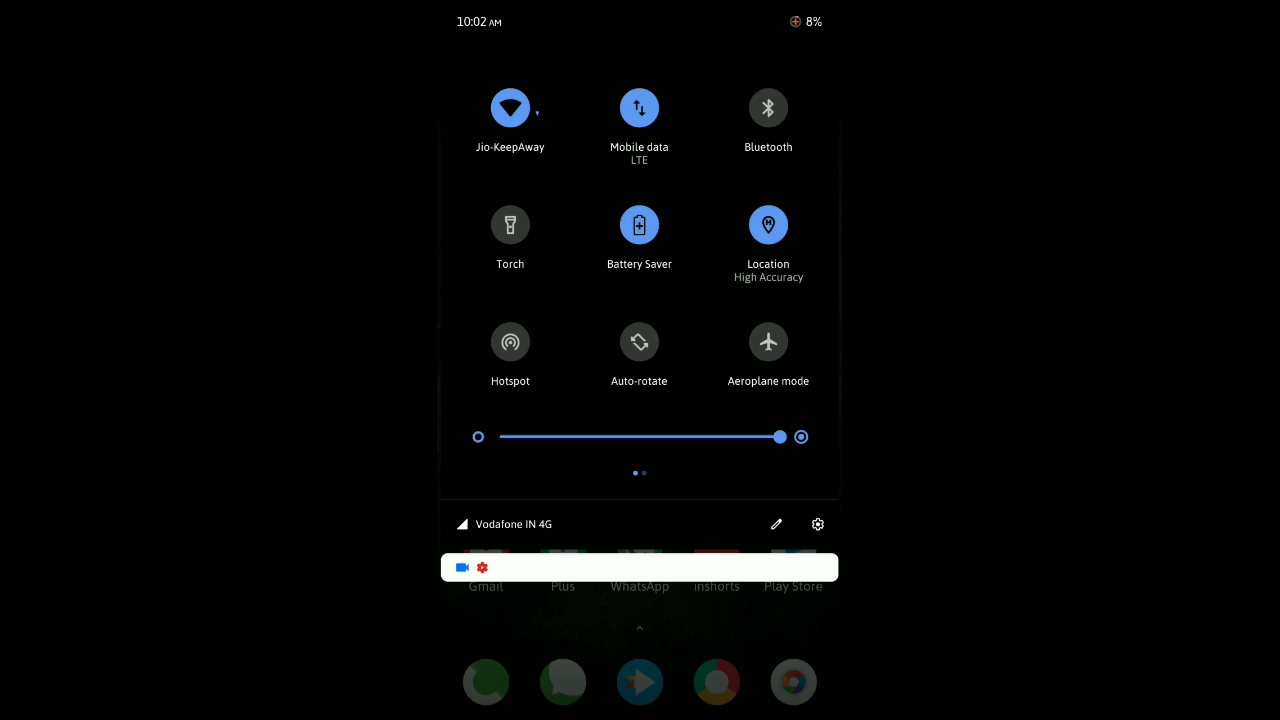 10:02 AM
8%
Jio-KeepAway
Mobile data
LTE
Bluetooth
Torch
Battery Saver
Location
High Accuracy
Hotspot
Auto-rotate
Aeroplane mode
Vodafone IN 4G
Gmail
Plus
WhatsApp
inshorts
Play Store